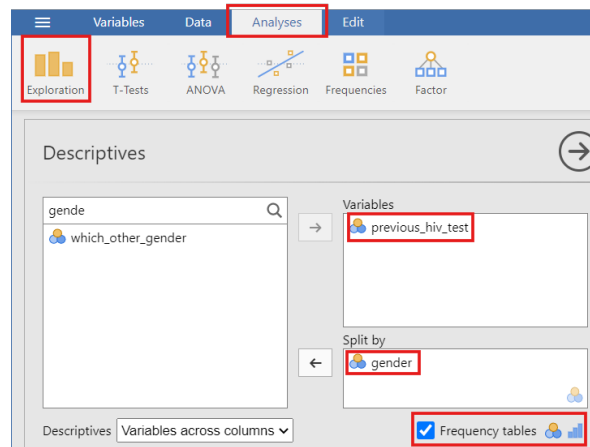 Variables Data Analyses Edit
Exploration T-Tests ANOVA Regression Frequencies Factor
Descriptives
gende
which_other_gender
Variables
previous_hiv_test
Split by
gender
Descriptives Variables across columns Frequency tables